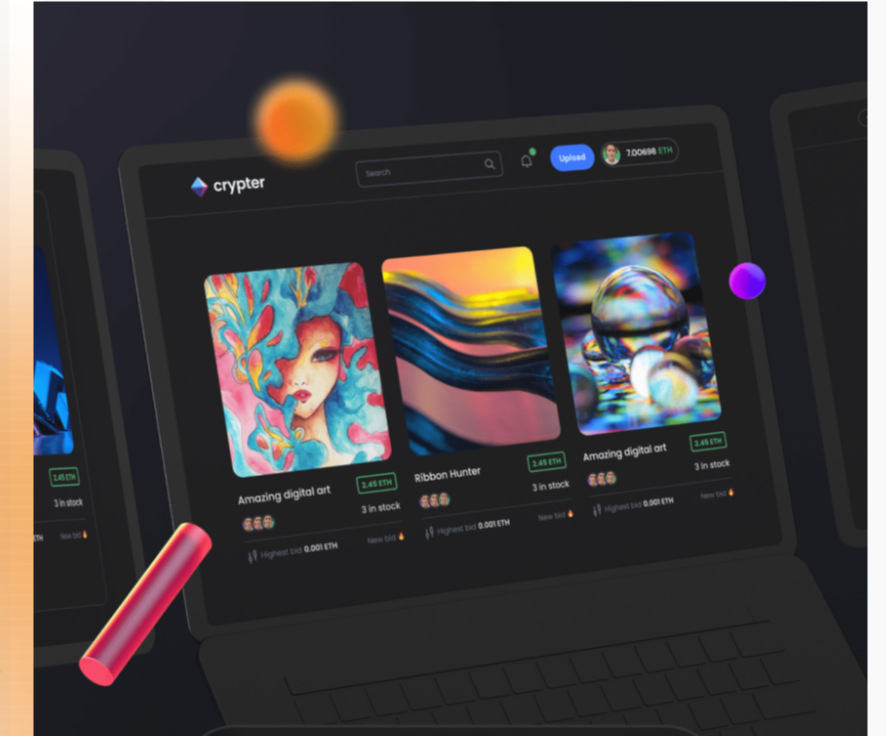 crypter
Search
Upload
7.00698 ETH
Amazing digital art
2.45 ETH
3 in stock
Highest bid 0.001 ETH
New bid
Ribbon Hunter
2.45 ETH
3 in stock
Highest bid 0.001 ETH
New bid
Amazing digital art
2.45 ETH
3 in stock
Highest bid 0.001 ETH
New bid
2.45 ETH
3 in stock
ETH
New bid